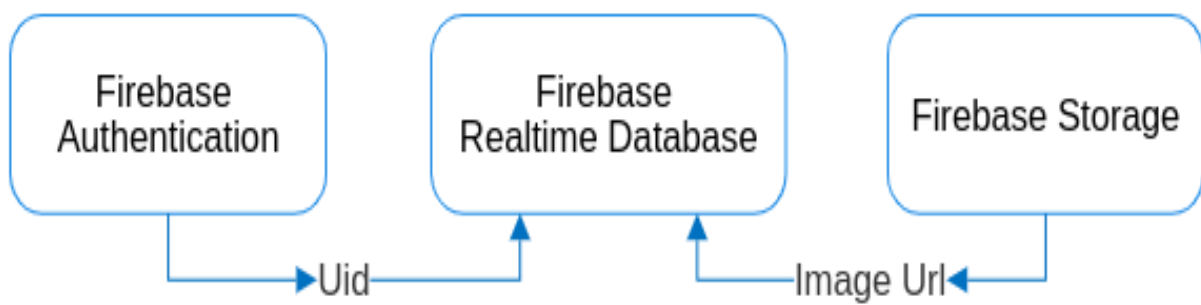 Firebase
Authentication
Firebase
Realtime Database
Firebase Storage
Uid
Image Url